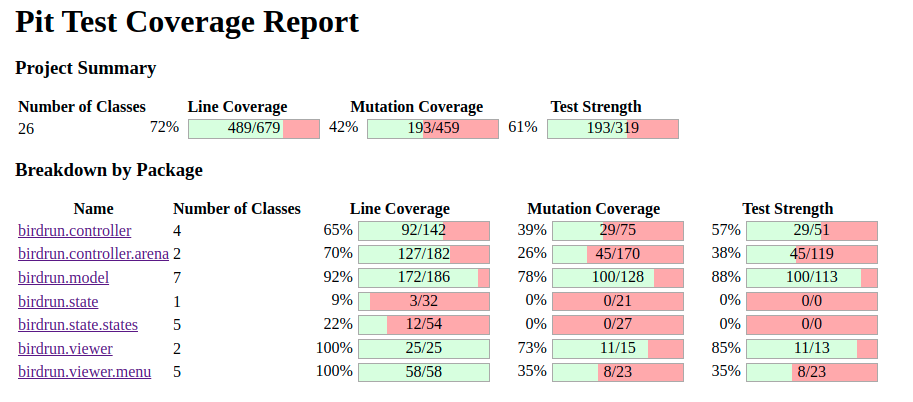 Pit Test Coverage Report
Project Summary
Number of Classes Line Coverage Mutation Coverage Test Strength
26 72% 489/679 42% 193/459 61% 193/319
Breakdown by Package
Name Number of Classes Line Coverage Mutation Coverage Test Strength
birdrun.controller 4 65% 92/142 39% 29/75 57% 29/51
birdrun.controller.arena 2 70% 127/182 26% 45/170 38% 45/119
birdrun.model 7 92% 172/186 78% 100/128 88% 100/113
birdrun.state 1 9% 3/32 0% 0/21 0% 0/0
birdrun.state.states 5 22% 12/54 0% 0/27 0% 0/0
birdrun.viewer 2 100% 25/25 73% 11/15 85% 11/13
birdrun.viewer.menu 5 100% 58/58 35% 8/23 35% 8/23